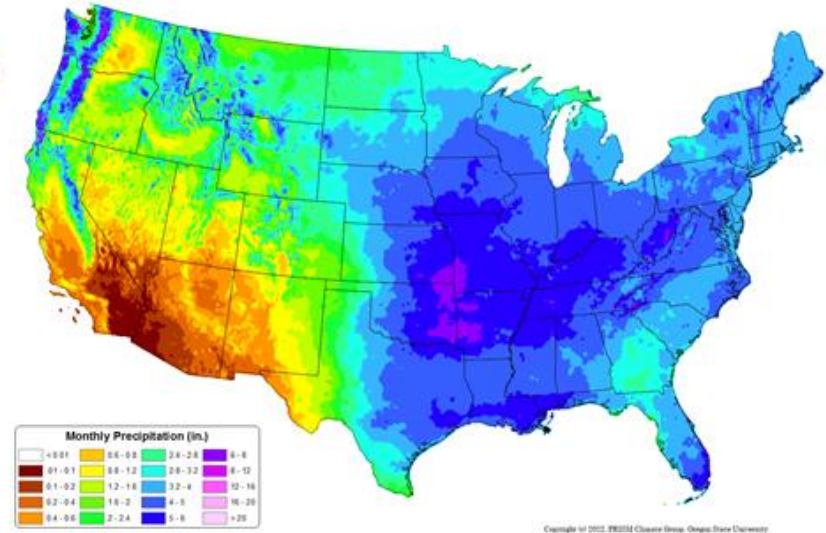 Monthly Precipitation (in.)
< 0.01 0.6 - 0.8 2.4 - 2.8 6 - 8
.01 - 0.1 0.8 - 1.2 2.8 - 3.2 8 - 12
0.1 - 0.2 1.2 - 1.6 3.2 - 4 12 - 16
0.2 - 0.4 1.6 - 2 4 - 5 16 - 20
0.4 - 0.6 2 - 2.4 5 - 6 > 20
Copyright (c) 2022, PRISM Climate Group, Oregon State University